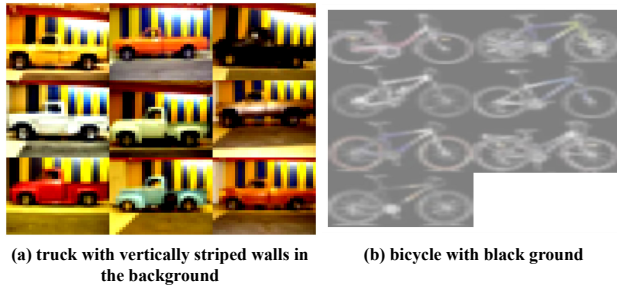 (a) truck with vertically striped walls in
the background
(b) bicycle with black ground